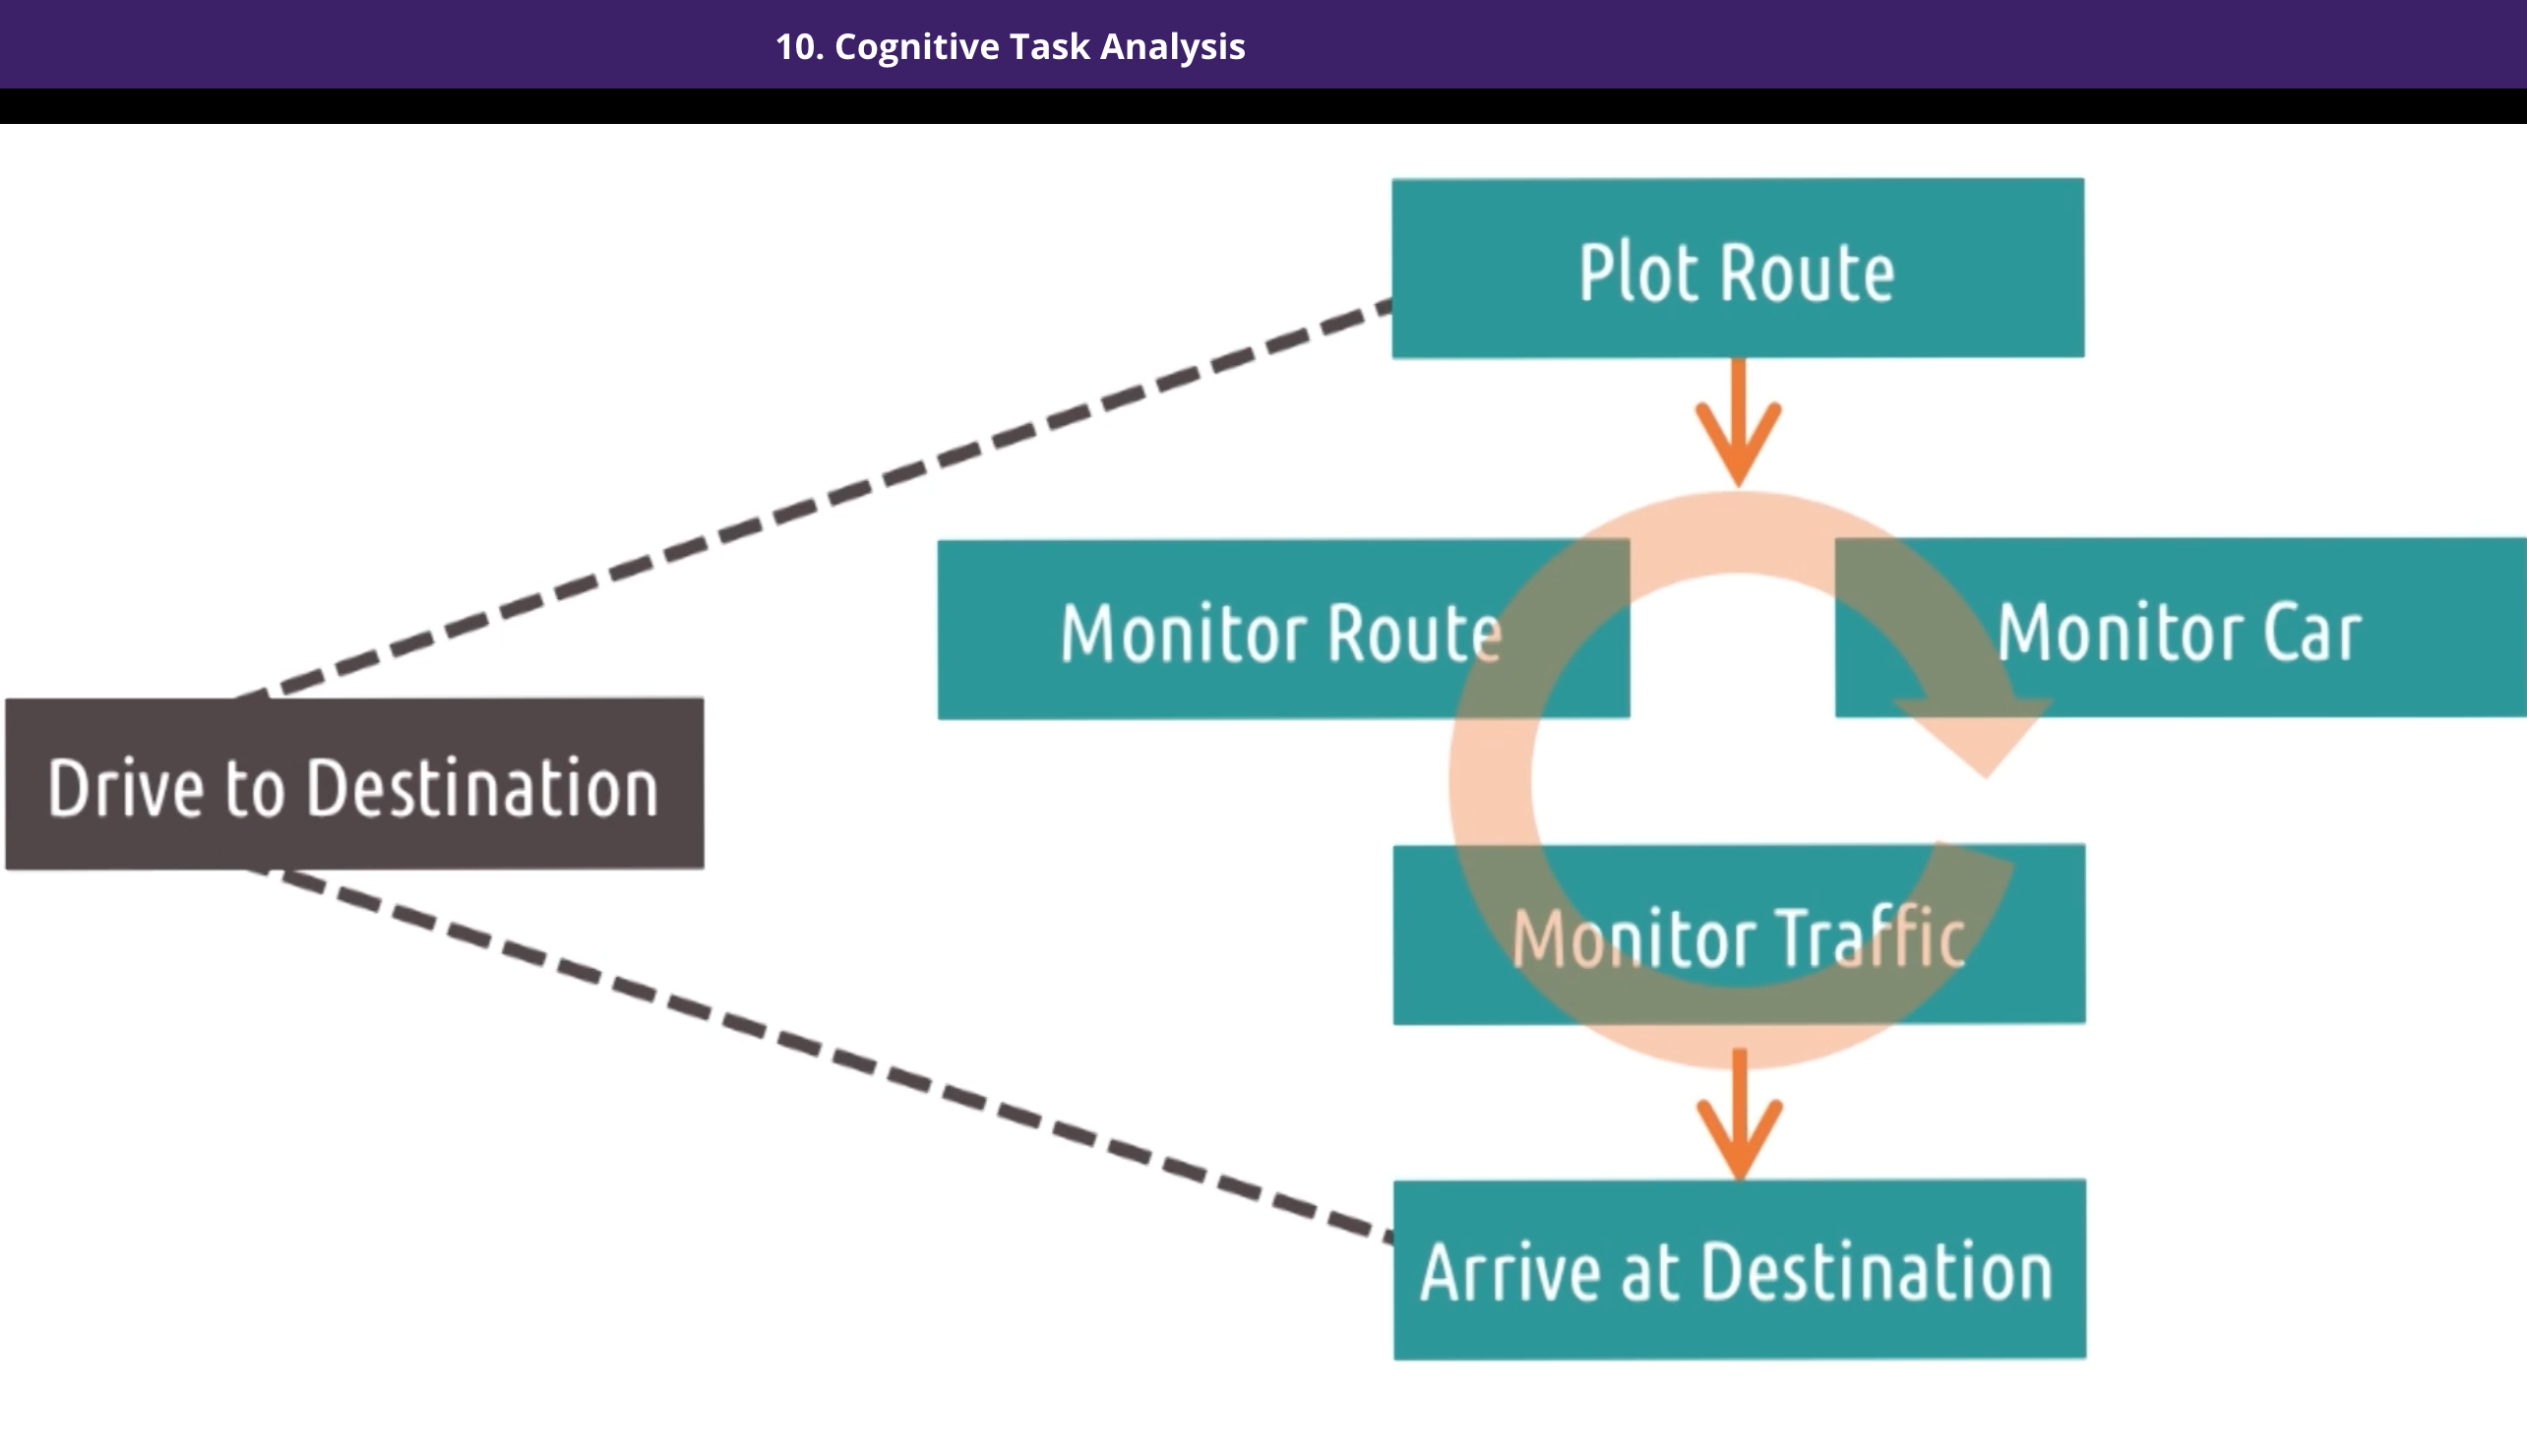 10. Cognitive Task Analysis
Plot Route
Monitor Route
Monitor Car
Drive to Destination
Monitor Traffic
Arrive at Destination